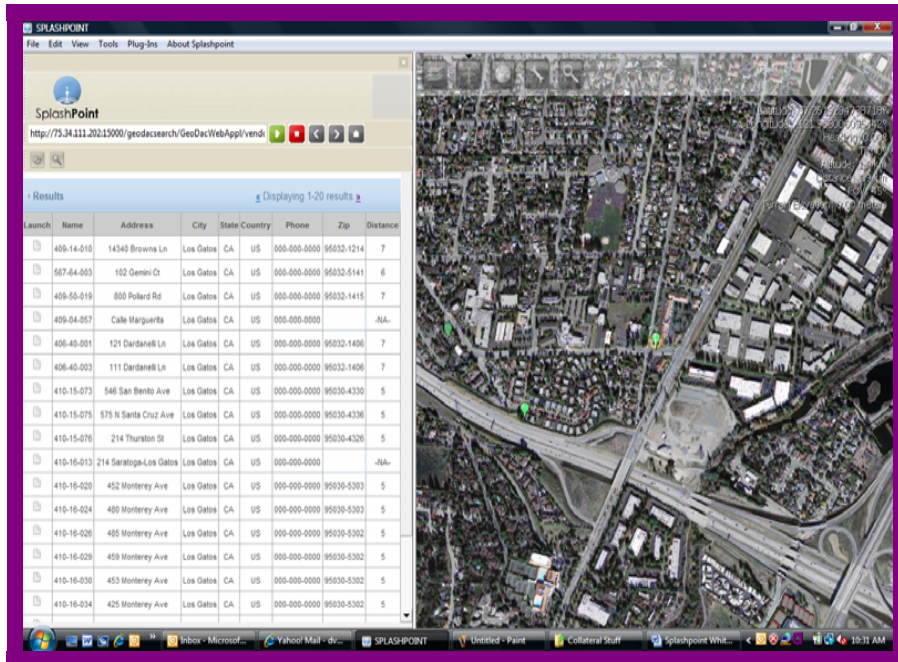 SPLASHPOINT
File Edit View Tools Plug-Ins About Splashpoint
SplashPoint
http://75.34.111.202:15000/geodacsearch/GeoDacWebAppl/vend
Results Displaying 1-20 results
Launch Name Address City State Country Phone Zip Distance
409-14-010 14340 Browns Ln Los Gatos CA US 000-000-0000 95032-1214 7
567-64-003 102 Gemini Ct Los Gatos CA US 000-000-0000 95032-5141 6
409-50-019 800 Pollard Rd Los Gatos CA US 000-000-0000 95032-1415 7
409-04-057 Calle Marguerita Los Gatos CA US 000-000-0000 -NA-
406-40-001 121 Dardanelli Ln Los Gatos CA US 000-000-0000 95032-1406 7
406-40-003 111 Dardanelli Ln Los Gatos CA US 000-000-0000 95032-1406 7
410-15-073 546 San Benito Ave Los Gatos CA US 000-000-0000 95030-4330 5
410-15-075 575 N Santa Cruz Ave Los Gatos CA US 000-000-0000 95030-4336 5
410-15-076 214 Thurston St Los Gatos CA US 000-000-0000 95030-4326 5
410-16-013 214 Saratoga-Los Gatos Los Gatos CA US 000-000-0000 -NA-
410-16-020 452 Monterey Ave Los Gatos CA US 000-000-0000 95030-5303 5
410-16-024 480 Monterey Ave Los Gatos CA US 000-000-0000 95030-5303 5
410-16-026 485 Monterey Ave Los Gatos CA US 000-000-0000 95030-5302 5
410-16-029 459 Monterey Ave Los Gatos CA US 000-000-0000 95030-5302 5
410-16-030 453 Monterey Ave Los Gatos CA US 000-000-0000 95030-5302 5
410-16-034 425 Monterey Ave Los Gatos CA US 000-000-0000 95030-5302 5
Inbox - Microsof... Yahoo! Mail - dv... SPLASHPOINT Untitled - Paint Collateral Stuff Splashpoint Whit... 10:31 AM